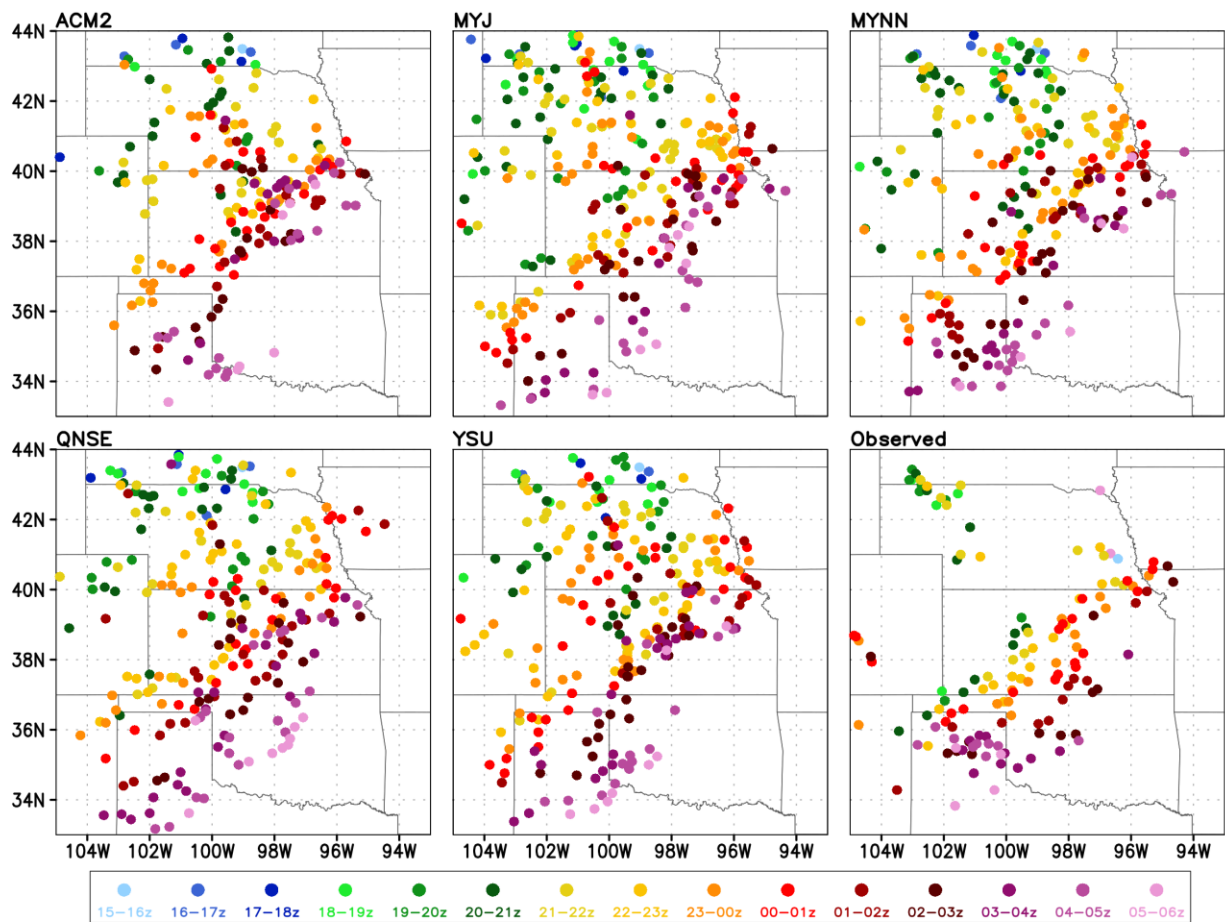 ACM2 MYJ MYNN
44N
42N
40N
38N
36N
34N
QNSE YSU Observed
44N
42N
40N
38N
36N
34N
104W 102W 100W 98W 96W 94W 104W 102W 100W 98W 96W 94W 104W 102W 100W 98W 96W 94W
15-16z 16-17z 17-18z 18-19z 19-20z 20-21z 21-22z 22-23z 23-00z 00-01z 01-02z 02-03z 03-04z 04-05z 05-06z